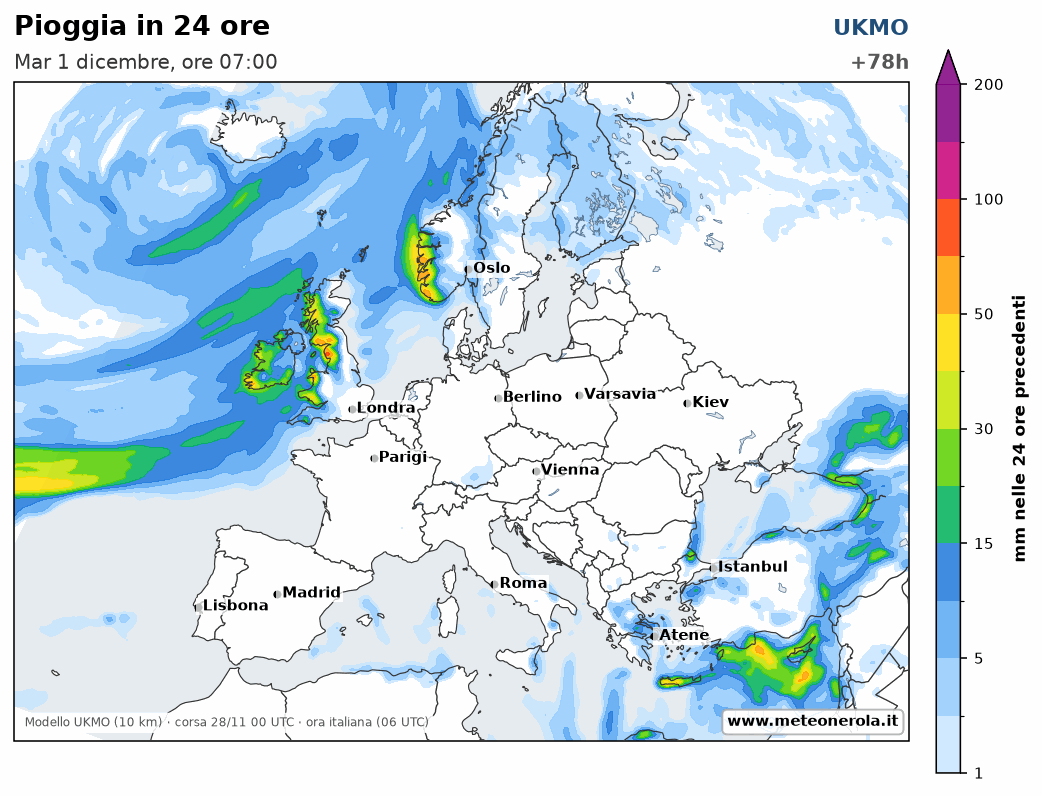 Pioggia in 24 ore
UKMO
Mar 1 dicembre, ore 07:00
+78h
200
100
50
30
15
5
1
mm nelle 24 ore precedenti
Oslo
Londra
Berlino
Varsavia
Kiev
Parigi
Vienna
Istanbul
Madrid
Roma
Lisbona
Atene
Modello UKMO (10 km) · corsa 28/11 00 UTC · ora italiana (06 UTC)
www.meteonerola.it